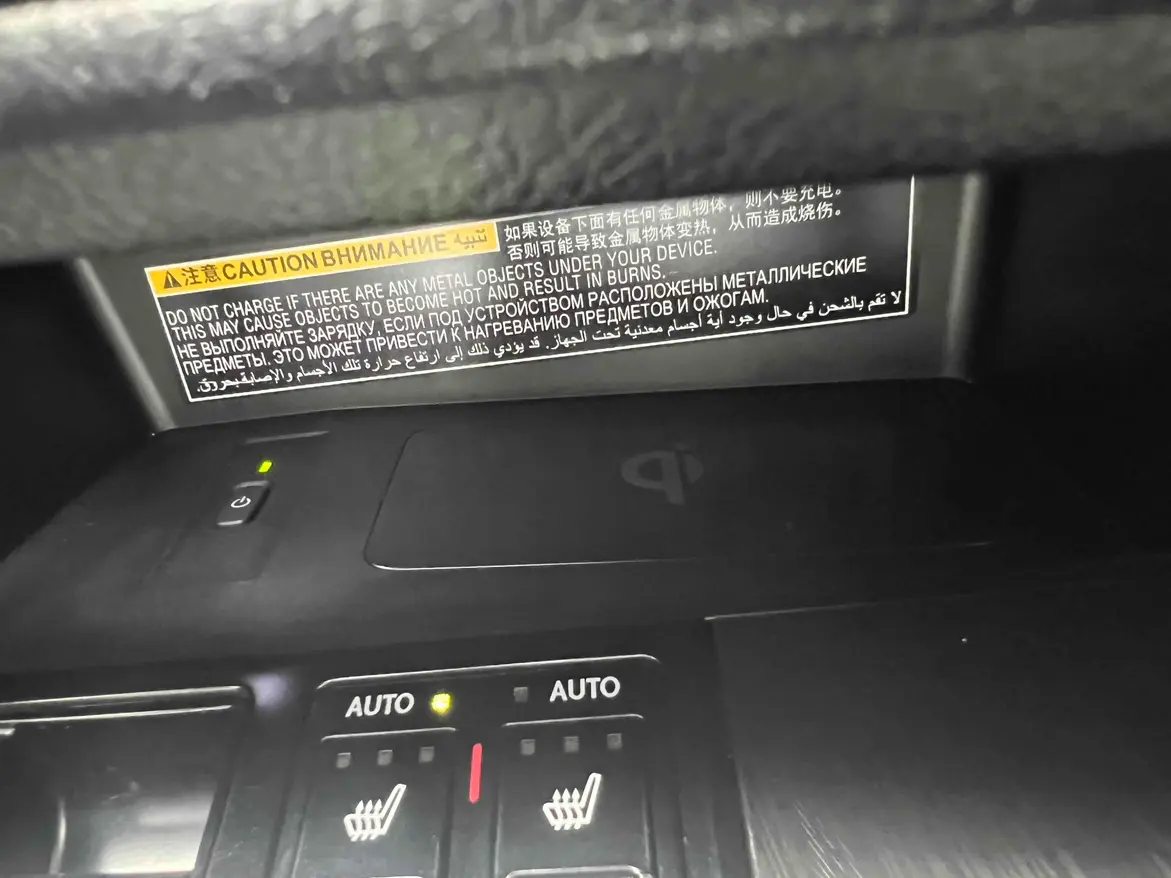 如果设备下面有任何金属物体，则不要充电。
⚠注意 CAUTION ВНИМАНИЕ تنبيه
否则可能导致金属物体变热，从而造成烧伤。
DO NOT CHARGE IF THERE ARE ANY METAL OBJECTS UNDER YOUR DEVICE.
THIS MAY CAUSE OBJECTS TO BECOME HOT AND RESULT IN BURNS.
НЕ ВЫПОЛНЯЙТЕ ЗАРЯДКУ, ЕСЛИ ПОД УСТРОЙСТВОМ РАСПОЛОЖЕНЫ МЕТАЛЛИЧЕСКИЕ
ПРЕДМЕТЫ. ЭТО МОЖЕТ ПРИВЕСТИ К НАГРЕВАНИЮ ПРЕДМЕТОВ И ОЖОГАМ.
لا تقم بالشحن في حال وجود أية أجسام معدنية تحت الجهاز. قد يؤدي ذلك إلى ارتفاع حرارة تلك الأجسام والإصابة بحروق.
AUTO
AUTO